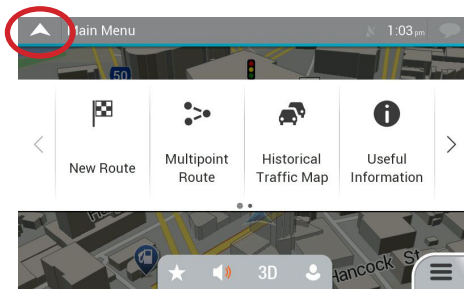 Main Menu
1:03 pm
50
New Route
Multipoint
Route
Historical
Traffic Map
Useful
Information
3D
Hancock St